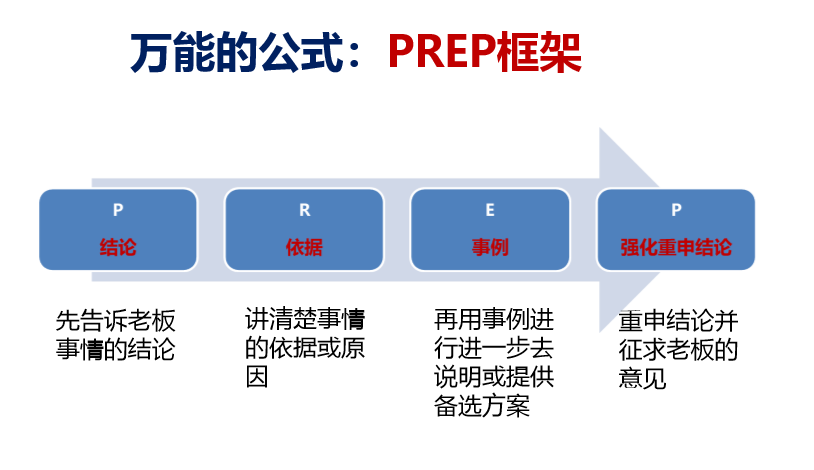 万能的公式：PREP框架
P
结论
R
依据
E
事例
P
强化重申结论
先告诉老板
事情的结论
讲清楚事情
的依据或原
因
再用事例进
行进一步去
说明或提供
备选方案
重申结论并
征求老板的
意见